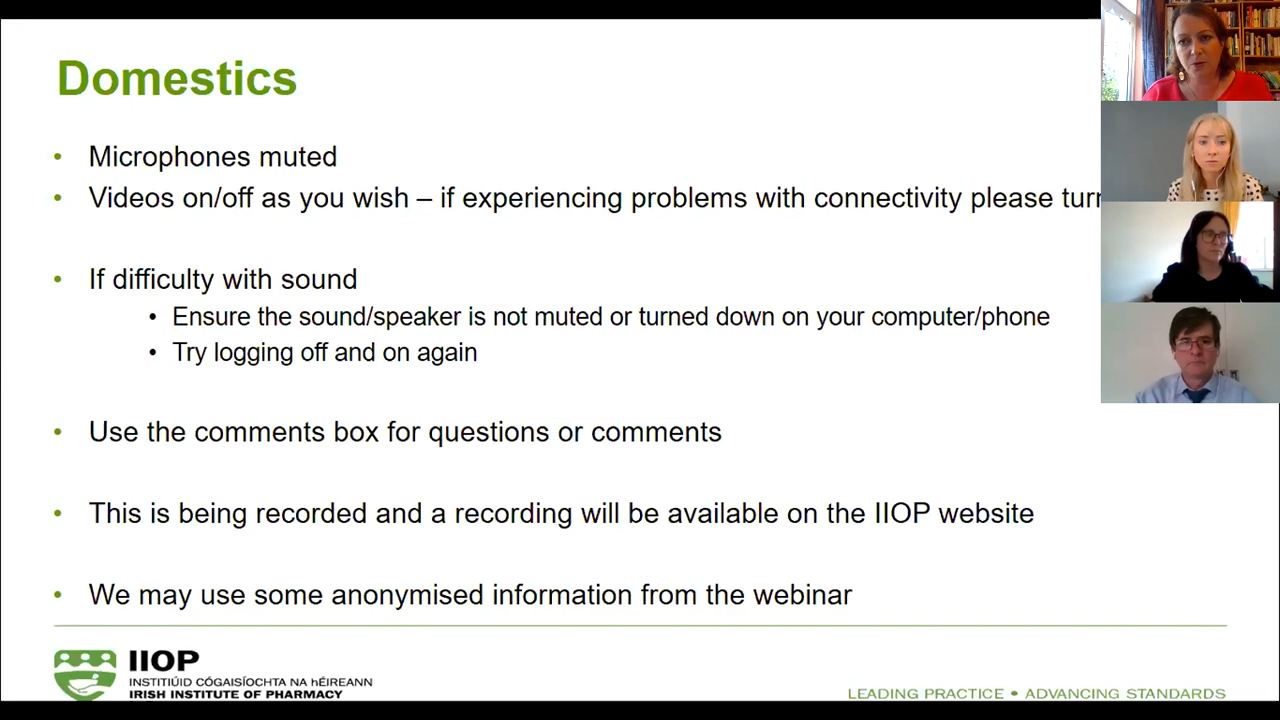 Domestics
• Microphones muted
• Videos on/off as you wish – if experiencing problems with connectivity please turn
• If difficulty with sound
• Ensure the sound/speaker is not muted or turned down on your computer/phone
• Try logging off and on again
• Use the comments box for questions or comments
• This is being recorded and a recording will be available on the IIOP website
• We may use some anonymised information from the webinar
IIOP
INSTITIÚID CÓGAISÍOCHTA NA hÉIREANN
IRISH INSTITUTE OF PHARMACY
LEADING PRACTICE • ADVANCING STANDARDS